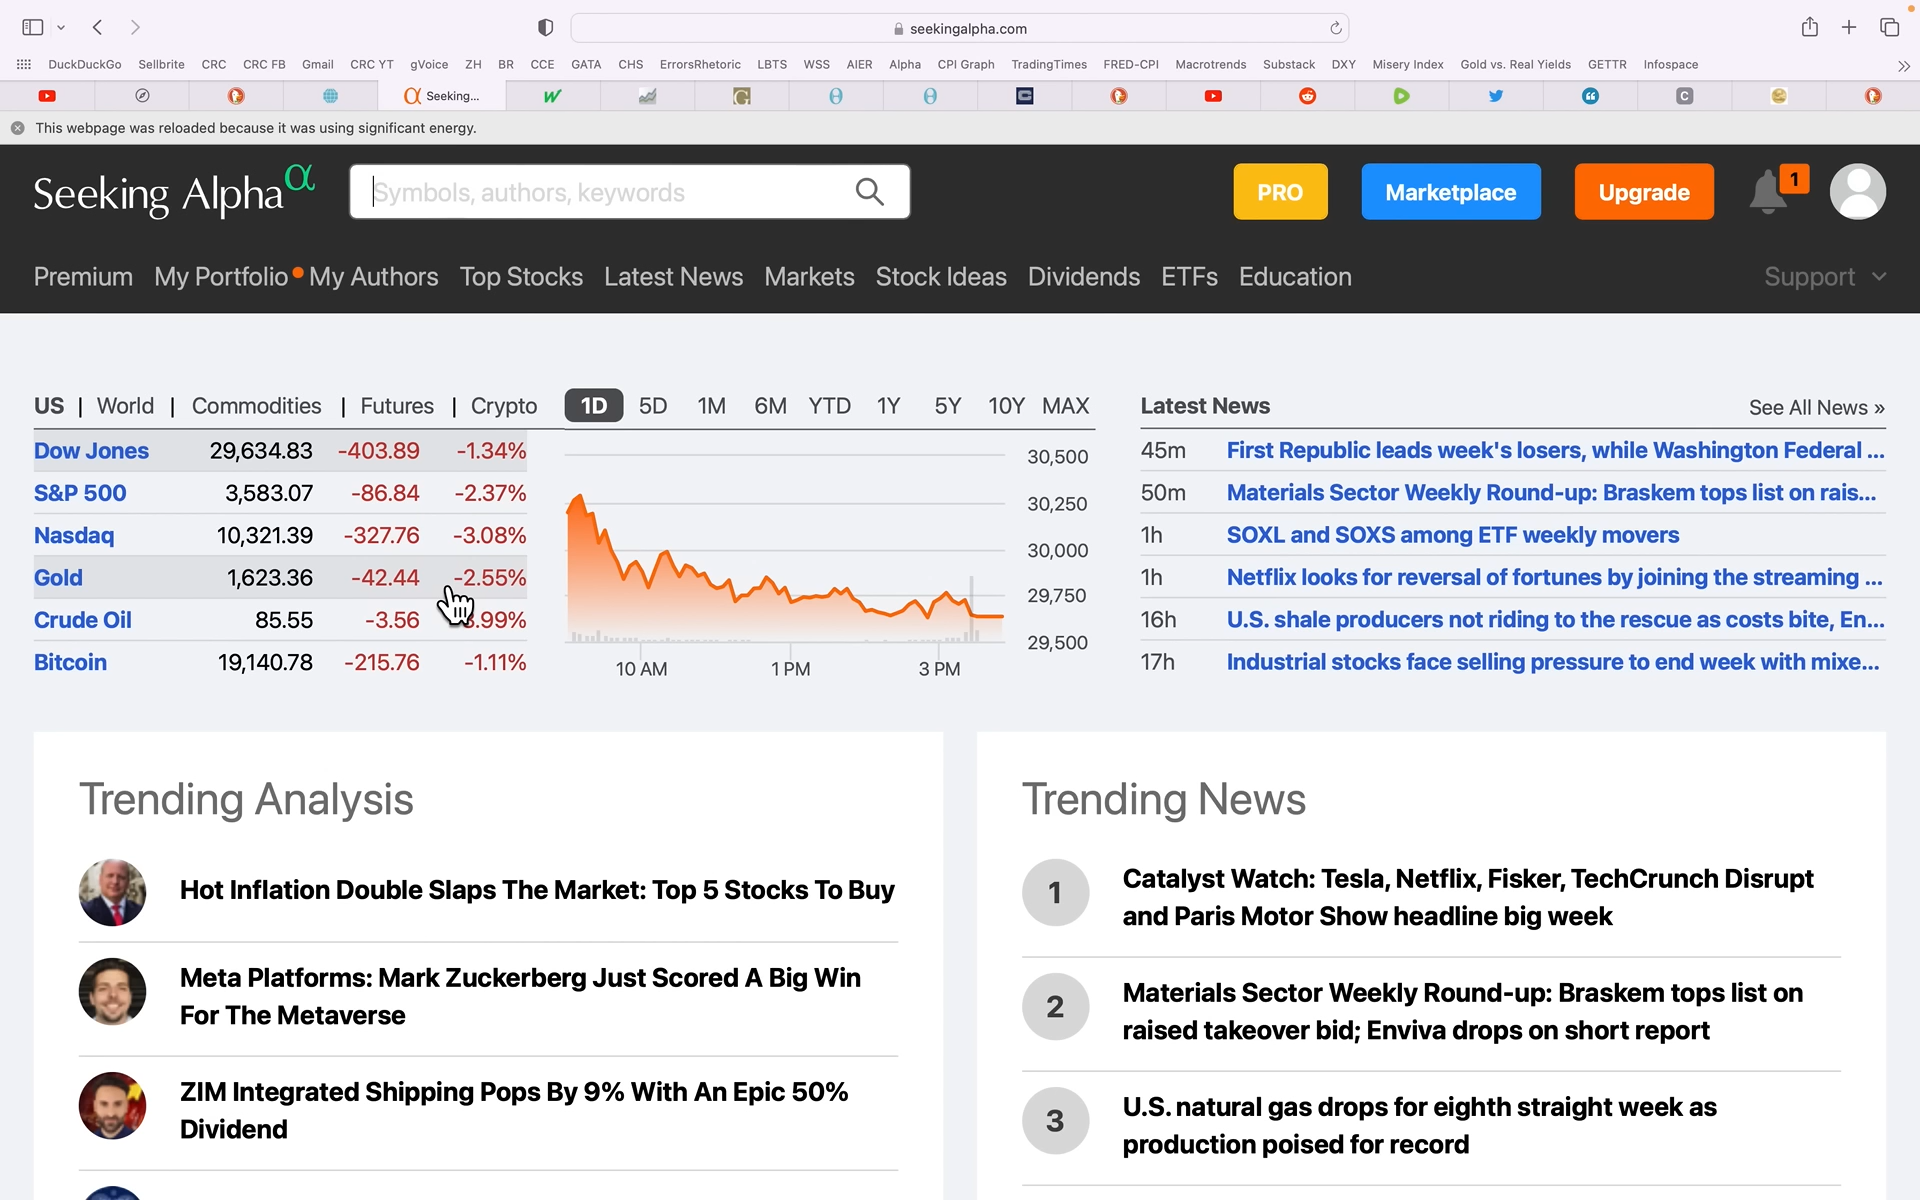 seekingalpha.com
DuckDuckGo Sellbrite CRC CRC FB Gmail CRC YT gVoice ZH BR CCE GATA CHS ErrorsRhetoric LBTS WSS AIER Alpha CPI Graph TradingTimes FRED-CPI Macrotrends Substack DXY Misery Index Gold vs. Real Yields GETTR Infospace
Seeking...
This webpage was reloaded because it was using significant energy.
Seeking Alpha α
Symbols, authors, keywords
PRO Marketplace Upgrade 1
Premium My Portfolio My Authors Top Stocks Latest News Markets Stock Ideas Dividends ETFs Education Support
US | World | Commodities | Futures | Crypto
Dow Jones 29,634.83 -403.89 -1.34%
S&P 500 3,583.07 -86.84 -2.37%
Nasdaq 10,321.39 -327.76 -3.08%
Gold 1,623.36 -42.44 -2.55%
Crude Oil 85.55 -3.56 .99%
Bitcoin 19,140.78 -215.76 -1.11%
1D 5D 1M 6M YTD 1Y 5Y 10Y MAX
30,500
30,250
30,000
29,750
29,500
10 AM 1 PM 3 PM
Latest News See All News »
45m First Republic leads week's losers, while Washington Federal ...
50m Materials Sector Weekly Round-up: Braskem tops list on rais...
1h SOXL and SOXS among ETF weekly movers
1h Netflix looks for reversal of fortunes by joining the streaming ...
16h U.S. shale producers not riding to the rescue as costs bite, En...
17h Industrial stocks face selling pressure to end week with mixe...
Trending Analysis
Hot Inflation Double Slaps The Market: Top 5 Stocks To Buy
Meta Platforms: Mark Zuckerberg Just Scored A Big Win
For The Metaverse
ZIM Integrated Shipping Pops By 9% With An Epic 50%
Dividend
Trending News
1 Catalyst Watch: Tesla, Netflix, Fisker, TechCrunch Disrupt
and Paris Motor Show headline big week
2 Materials Sector Weekly Round-up: Braskem tops list on
raised takeover bid; Enviva drops on short report
3 U.S. natural gas drops for eighth straight week as
production poised for record